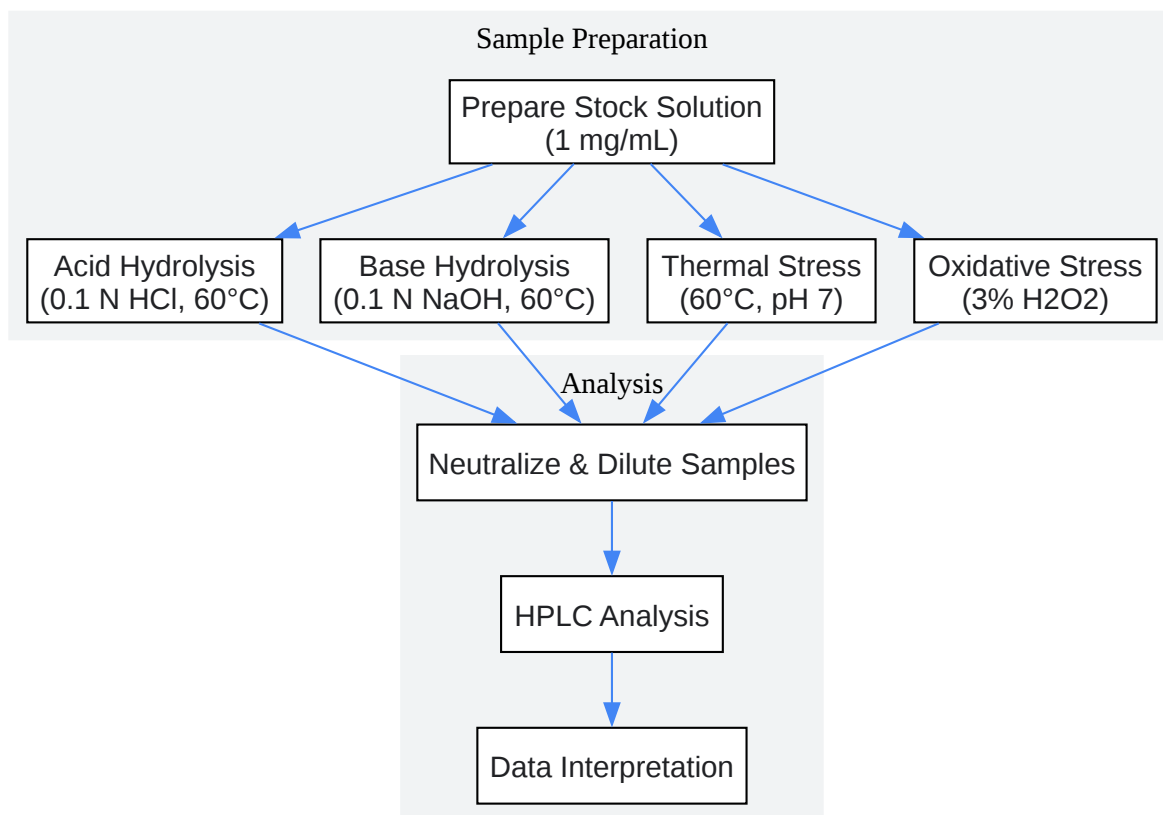 Sample Preparation
Prepare Stock Solution
(1 mg/mL)
Acid Hydrolysis
(0.1 N HCl, 60°C)
Base Hydrolysis
(0.1 N NaOH, 60°C)
Thermal Stress
(60°C, pH 7)
Oxidative Stress
(3% H2O2)
Analysis
Neutralize & Dilute Samples
HPLC Analysis
Data Interpretation